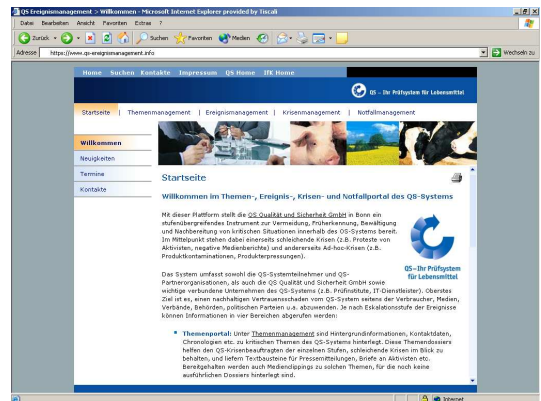 QS Ereignismanagement > Willkommen - Microsoft Internet Explorer provided by Tiscali
Datei Bearbeiten Ansicht Favoriten Extras ?
Zurück Suchen Favoriten Medien
Adresse https://www.qs-ereignismanagement.info Wechseln zu
Home Suchen Kontakte Impressum QS Home IfK Home
QS - Ihr Prüfsystem für Lebensmittel
Startseite | Themenmanagement | Ereignismanagement | Krisenmanagement | Notfallmanagement
Willkommen
Neuigkeiten
Termine
Kontakte
Startseite
Willkommen im Themen-, Ereignis-, Krisen- und Notfallportal des QS-Systems
Mit dieser Plattform stellt die QS Qualität und Sicherheit GmbH in Bonn ein
stufenübergreifendes Instrument zur Vermeidung, Früherkennung, Bewältigung
und Nachbereitung von kritischen Situationen innerhalb des QS-Systems bereit.
Im Mittelpunkt stehen dabei einerseits schleichende Krisen (z.B. Proteste von
Aktivisten, negative Medienberichte) und andererseits Ad-hoc-Krisen (z.B.
Produktkontaminationen, Produkterpressungen).
QS-Ihr Prüfsystem
für Lebensmittel
Das System umfasst sowohl die QS-Systemteilnehmer und QS-
Partnerorganisationen, als auch die QS Qualität und Sicherheit GmbH sowie
wichtige verbundene Unternehmen des QS-Systems (z.B. Prüfinstitute, IT-Dienstleister). Oberstes
Ziel ist es, einen nachhaltigen Vertrauensschaden vom QS-System seitens der Verbraucher, Medien,
Verbände, Behörden, politischen Parteien u.a. abzuwenden. Je nach Eskalationsstufe der Ereignisse
können Informationen in vier Bereichen abgerufen werden:
Themenportal: Unter Themenmanagement sind Hintergrundinformationen, Kontaktdaten,
Chronologien etc. zu kritischen Themen des QS-Systems hinterlegt. Diese Themendossiers
helfen den QS-Krisenbeauftragten der einzelnen Stufen, schleichende Krisen im Blick zu
behalten, und liefern Textbausteine für Pressemitteilungen, Briefe an Aktivisten etc.
Bereitgehalten werden auch Medienclippings zu solchen Themen, für die noch keine
ausführlichen Dossiers hinterlegt sind.
Internet